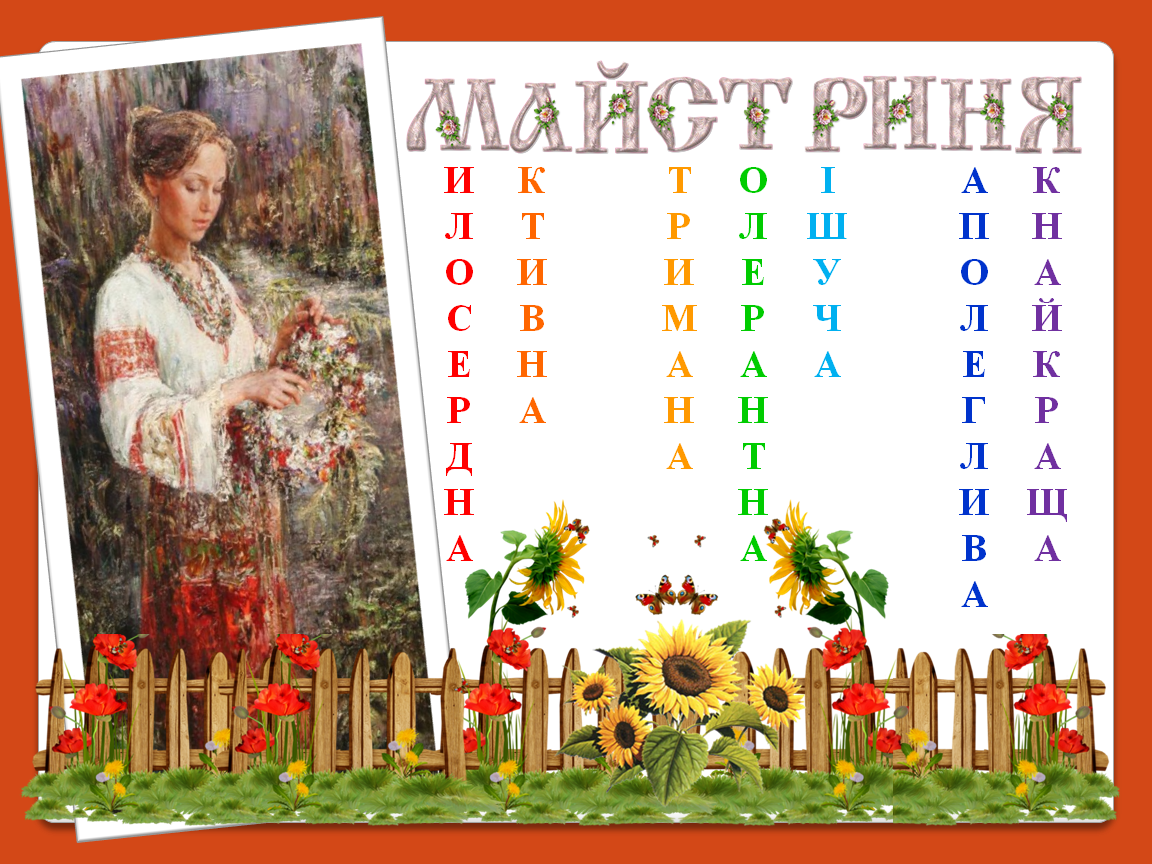 МАЙСТРИНЯ
ИЛОСЕРДНА
КТИВНА
ТРИМАНА
ОЛЕРАНТНА
ІШУЧА
АПОЛЕГЛИВА
КНАЙКРАЩА